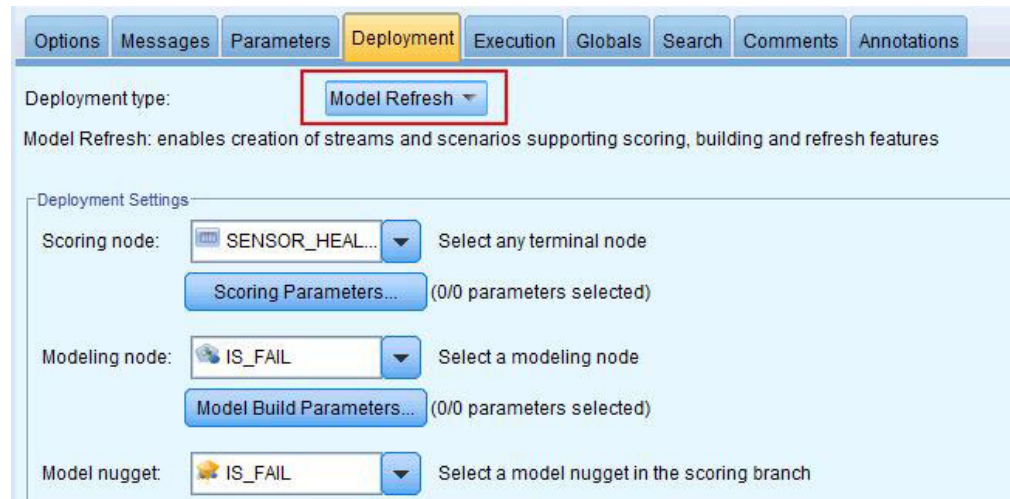 Options Messages Parameters Deployment Execution Globals Search Comments Annotations
Deployment type: Model Refresh
Model Refresh: enables creation of streams and scenarios supporting scoring, building and refresh features
Deployment Settings
Scoring node: SENSOR_HEAL... Select any terminal node
Scoring Parameters... (0/0 parameters selected)
Modeling node: IS_FAIL Select a modeling node
Model Build Parameters... (0/0 parameters selected)
Model nugget: IS_FAIL Select a model nugget in the scoring branch